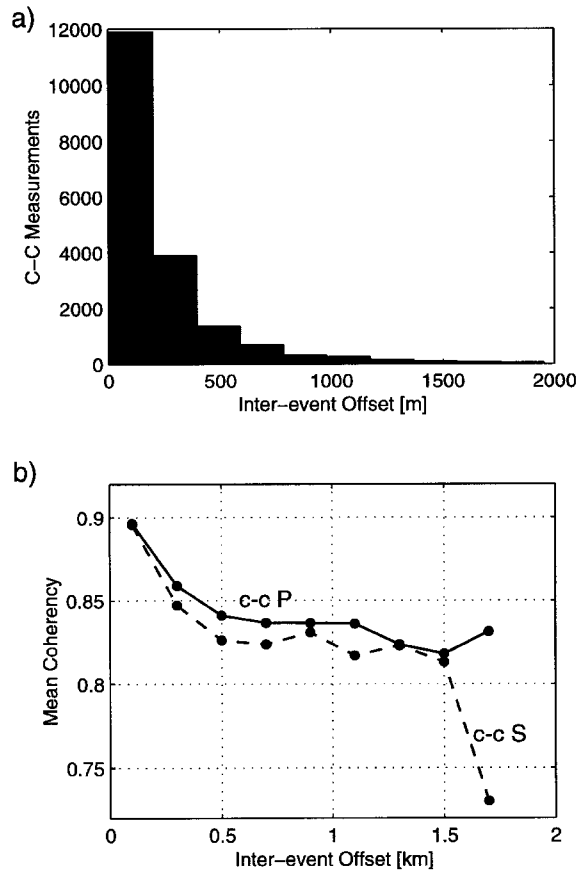 a)
12000
10000
8000
6000
4000
2000
0
C-C Measurements
0
500
1000
1500
2000
Inter-event Offset [m]
b)
0.9
0.85
0.8
0.75
Mean Coherency
c-c P
c-c S
0
0.5
1
1.5
2
Inter-event Offset [km]